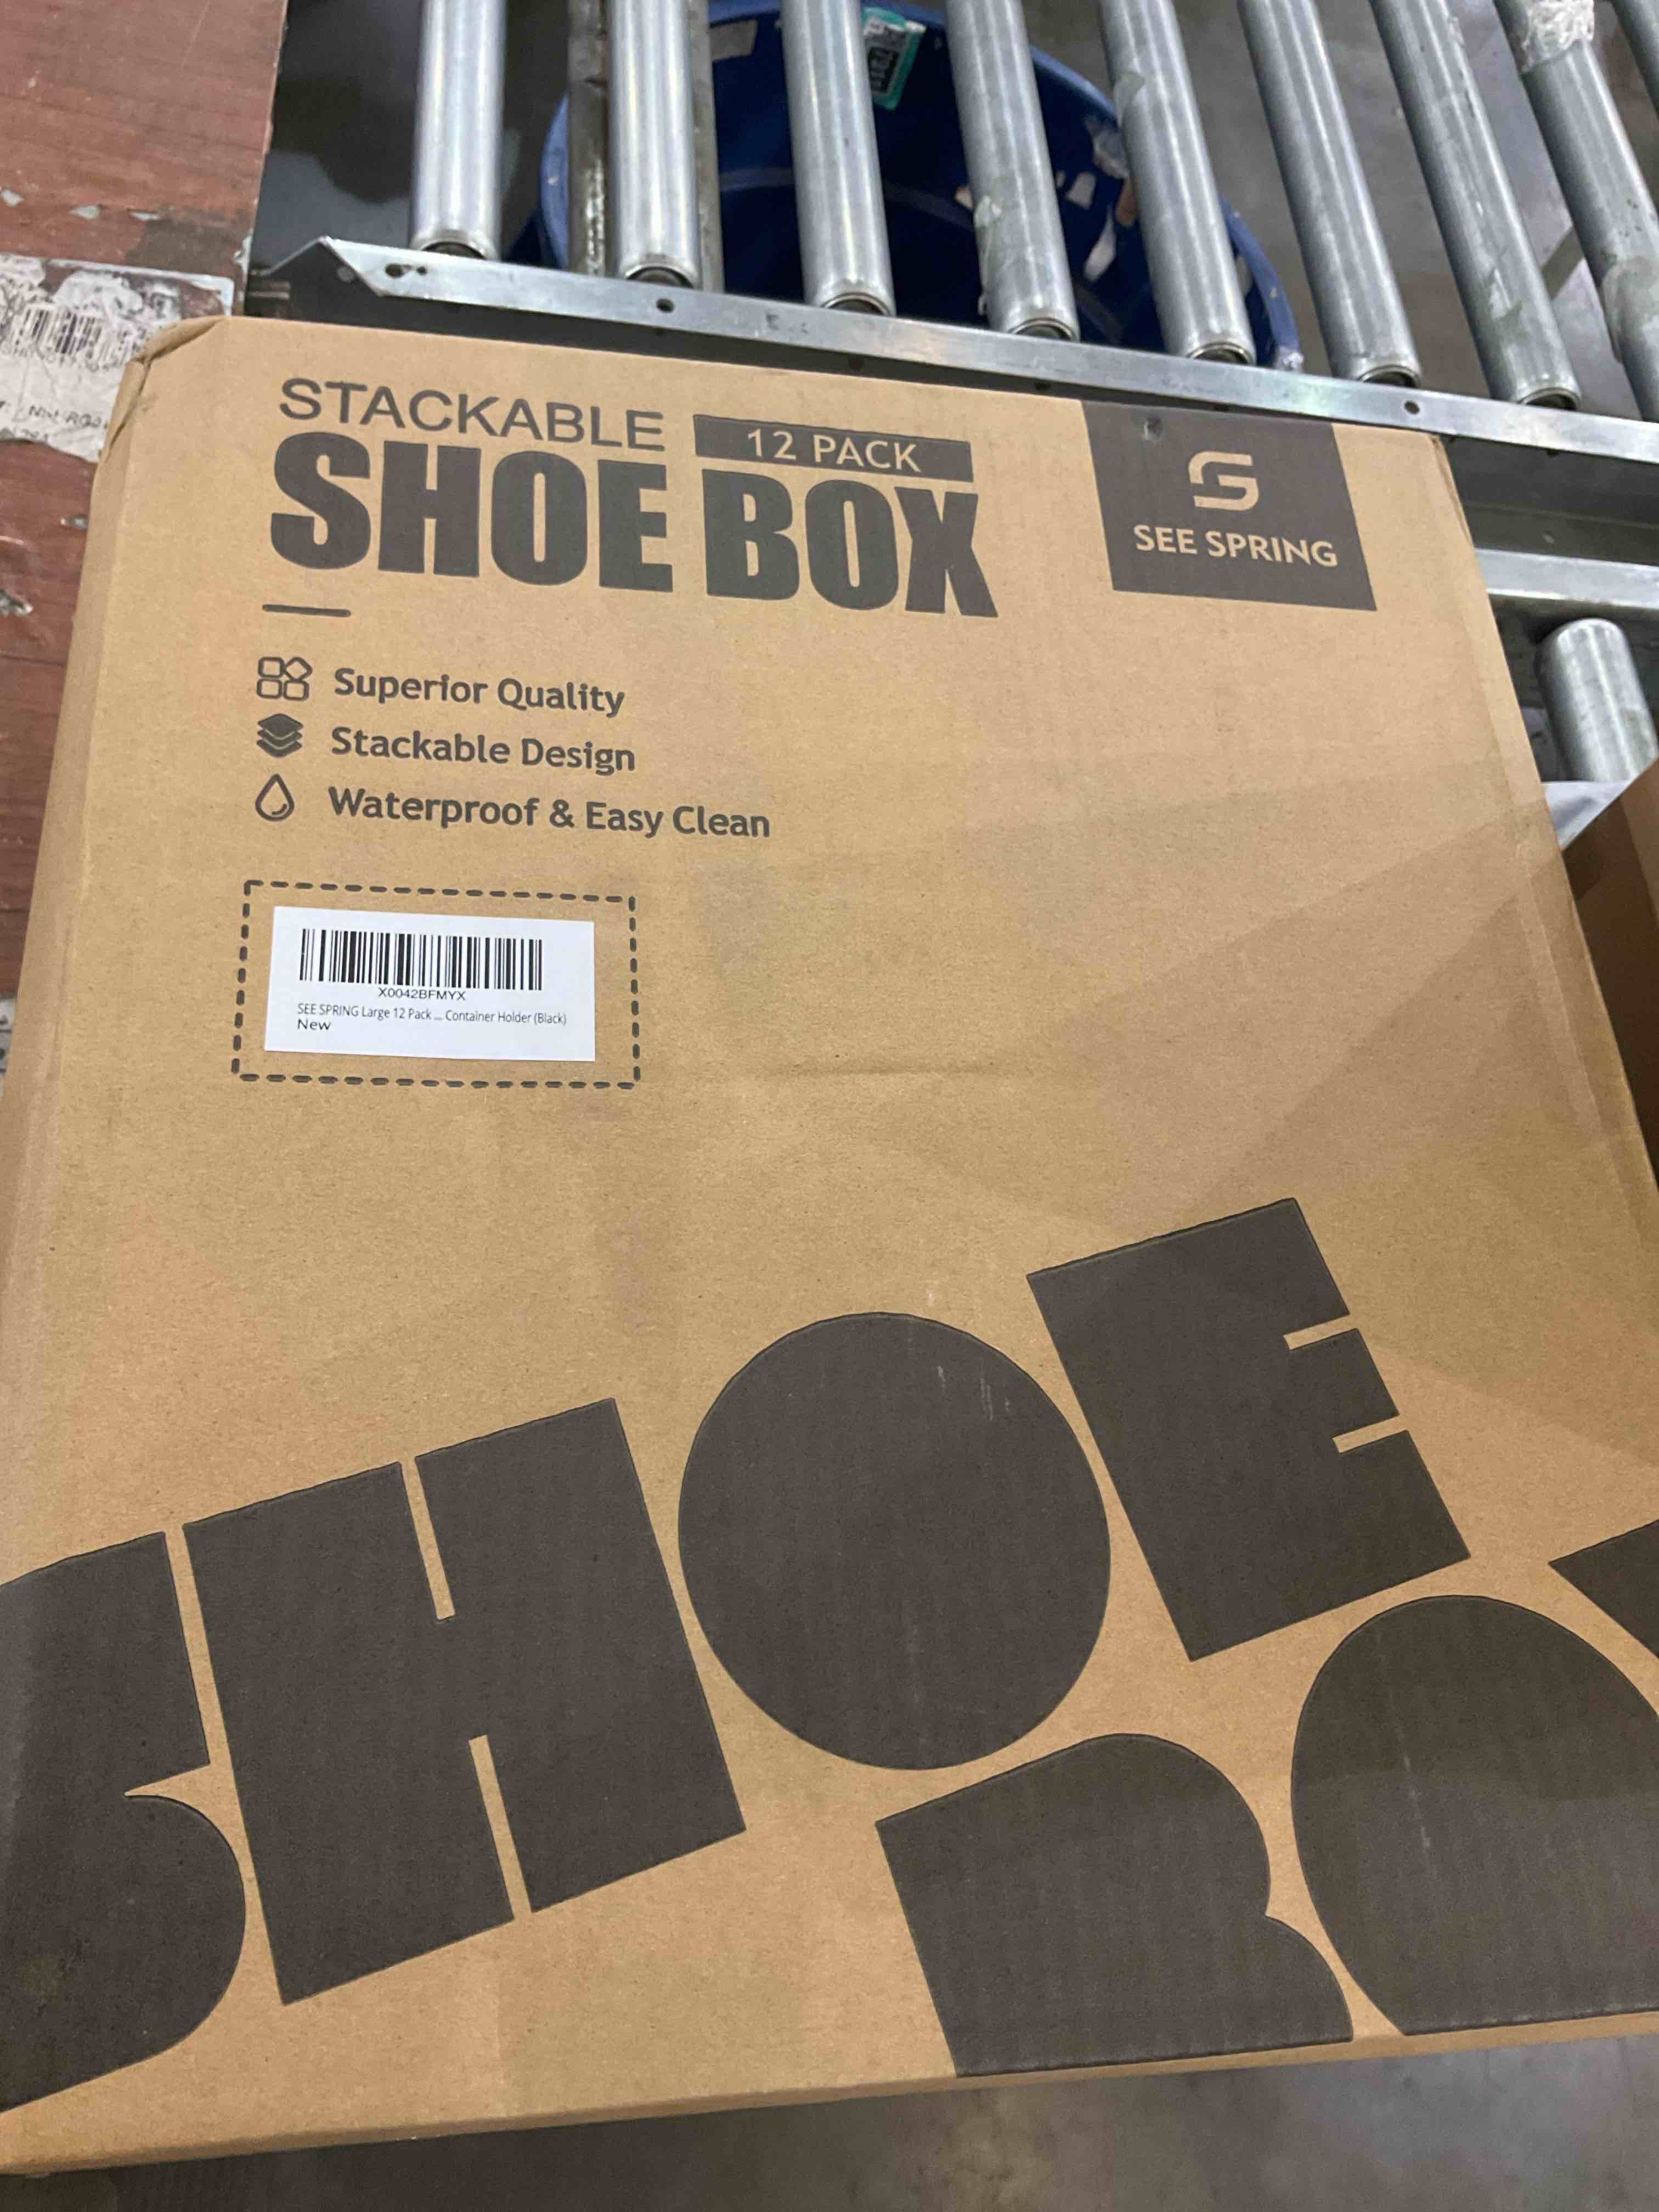 STACKABLE
12 PACK
SHOE BOX
SEE SPRING
Superior Quality
Stackable Design
Waterproof & Easy Clean
X0042BFMYX
SEE SPRING Large 12 Pack ... Container Holder (Black)
New
SHOE
BO